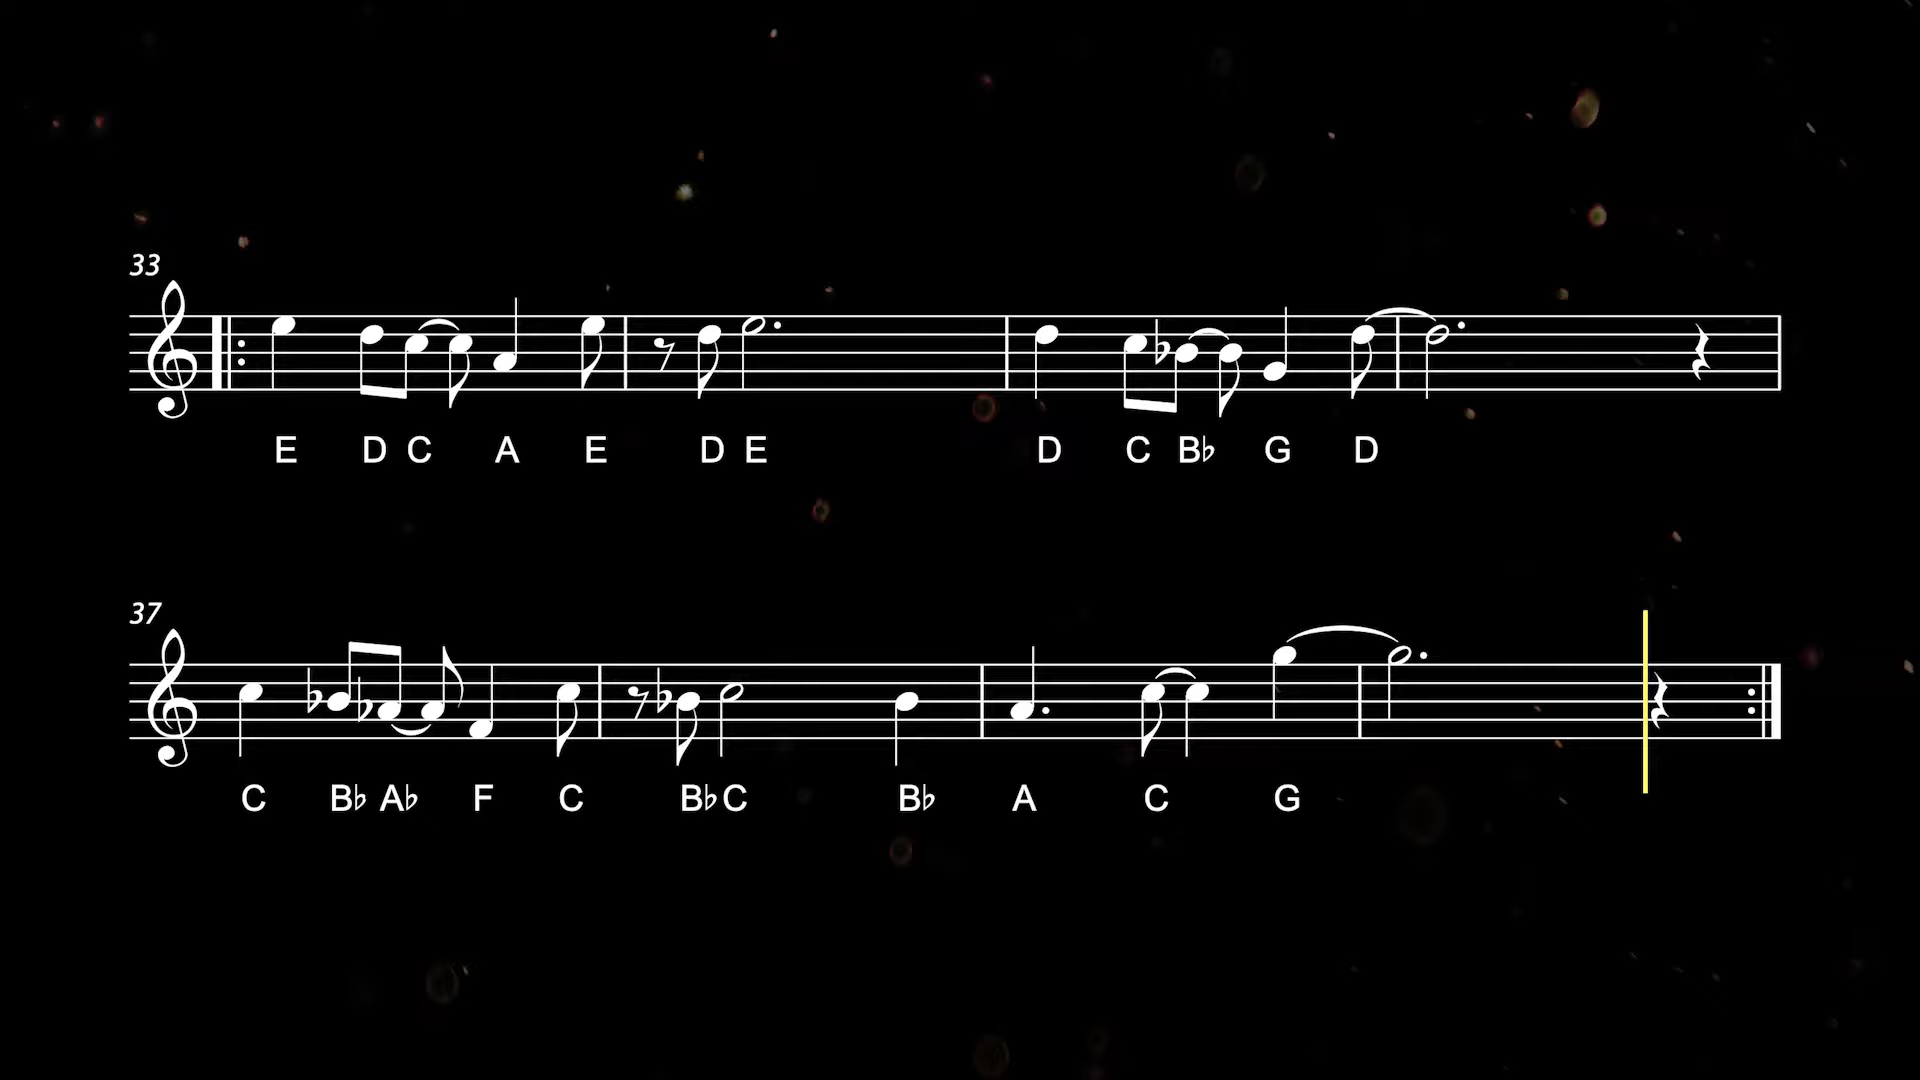 33
E D C A E D E D C B♭ G D
37
C B♭ A♭ F C B♭ C B♭ A C G